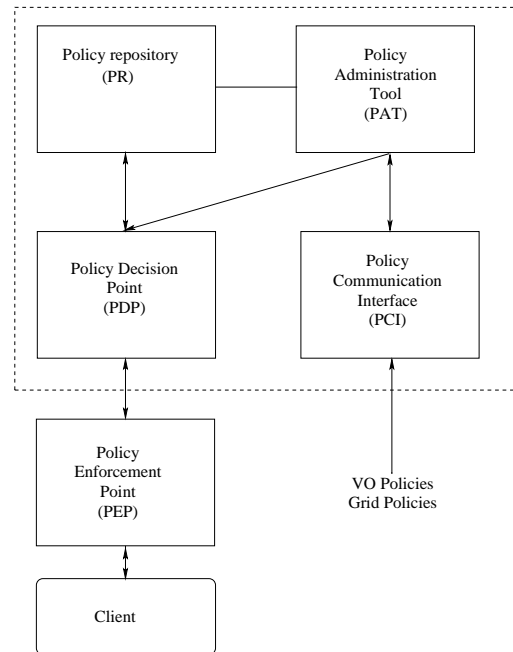 Policy repository
(PR)
Policy
Administration
Tool
(PAT)
Policy Decision
Point
(PDP)
Policy
Communication
Interface
(PCI)
Policy
Enforcement
Point
(PEP)
VO Policies
Grid Policies
Client